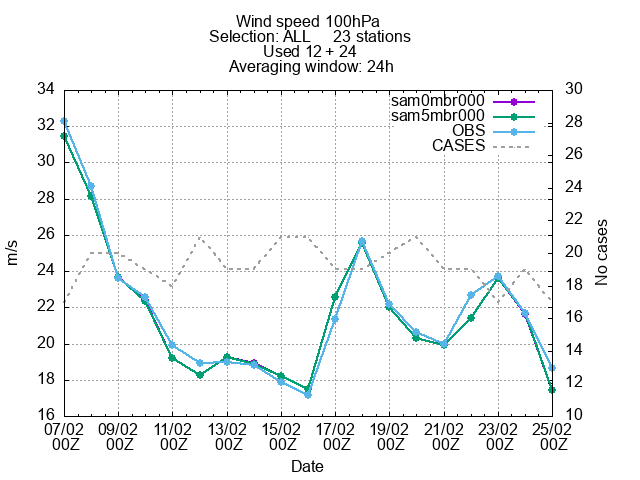 Wind speed 100hPa
Selection: ALL 23 stations
Used 12 + 24
Averaging window: 24h
sam0mbr000
sam5mbr000
OBS
CASES
m/s
34
32
30
28
26
24
22
20
18
16
No cases
30
28
26
24
22
20
18
16
14
12
10
07/02 09/02 11/02 13/02 15/02 17/02 19/02 21/02 23/02 25/02
00Z 00Z 00Z 00Z 00Z 00Z 00Z 00Z 00Z 00Z
Date